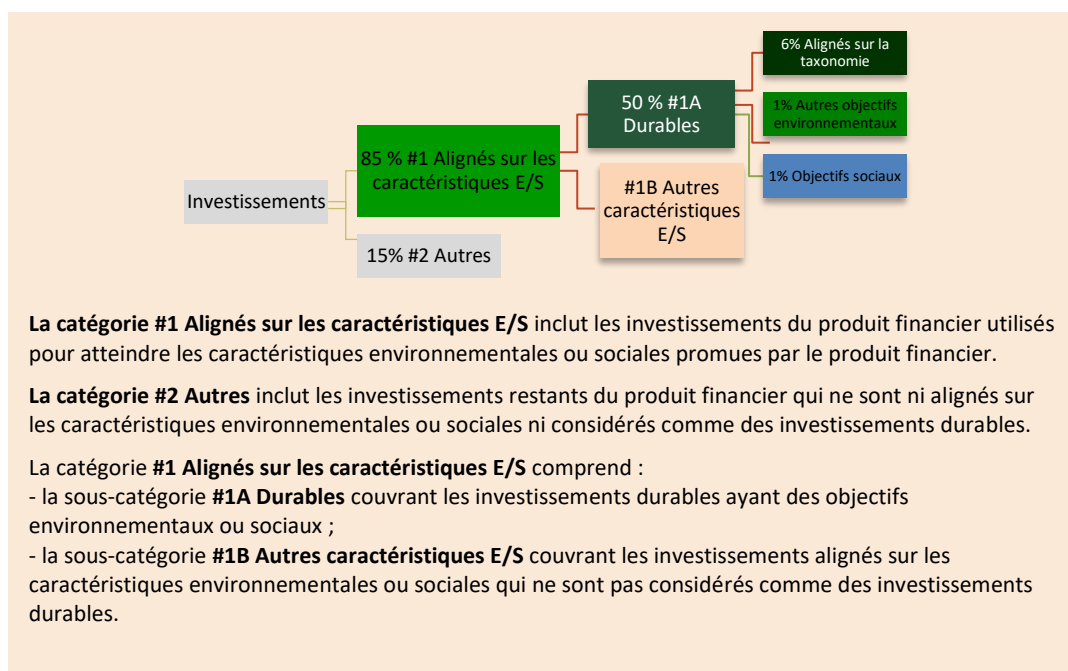 6% Alignés sur la
taxonomie
50 % #1A
Durables
1% Autres objectifs
environnementaux
85 % #1 Alignés sur les
caractéristiques E/S
1% Objectifs sociaux
Investissements
#1B Autres
caractéristiques
E/S
15% #2 Autres
La catégorie #1 Alignés sur les caractéristiques E/S inclut les investissements du produit financier utilisés
pour atteindre les caractéristiques environnementales ou sociales promues par le produit financier.
La catégorie #2 Autres inclut les investissements restants du produit financier qui ne sont ni alignés sur
les caractéristiques environnementales ou sociales ni considérés comme des investissements durables.
La catégorie #1 Alignés sur les caractéristiques E/S comprend :
- la sous-catégorie #1A Durables couvrant les investissements durables ayant des objectifs
environnementaux ou sociaux ;
- la sous-catégorie #1B Autres caractéristiques E/S couvrant les investissements alignés sur les
caractéristiques environnementales ou sociales qui ne sont pas considérés comme des investissements
durables.